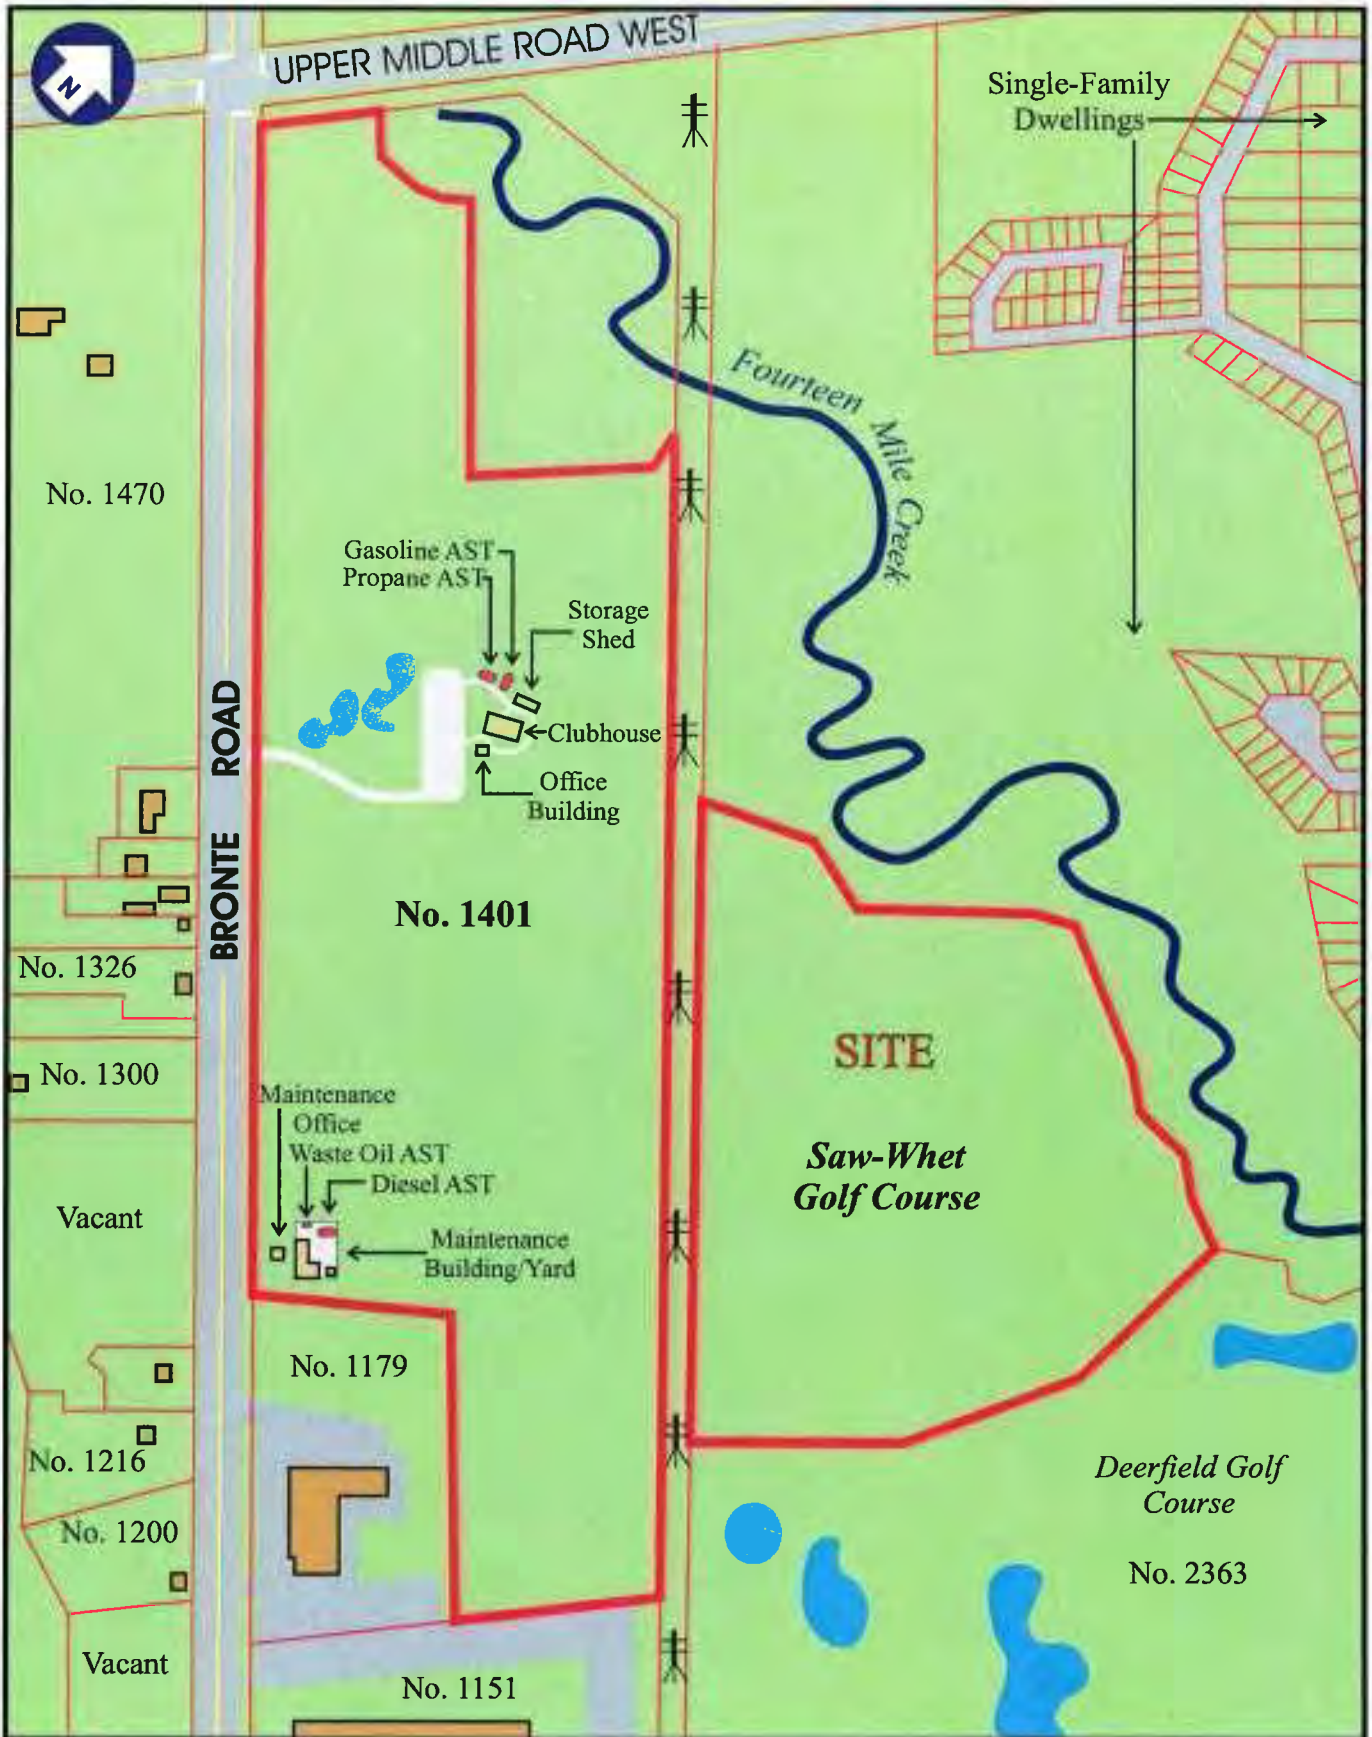 N
UPPER MIDDLE ROAD WEST
Single-Family
Dwellings
Fourteen Mile Creek
No. 1470
Gasoline AST
Propane AST
Storage
Shed
Clubhouse
Office
Building
BRONTE ROAD
No. 1401
No. 1326
SITE
No. 1300
Maintenance
Office
Waste Oil AST
Diesel AST
Saw-Whet
Golf Course
Vacant
Maintenance
Building/Yard
No. 1179
No. 1216
Deerfield Golf
Course
No. 1200
No. 2363
Vacant
No. 1151